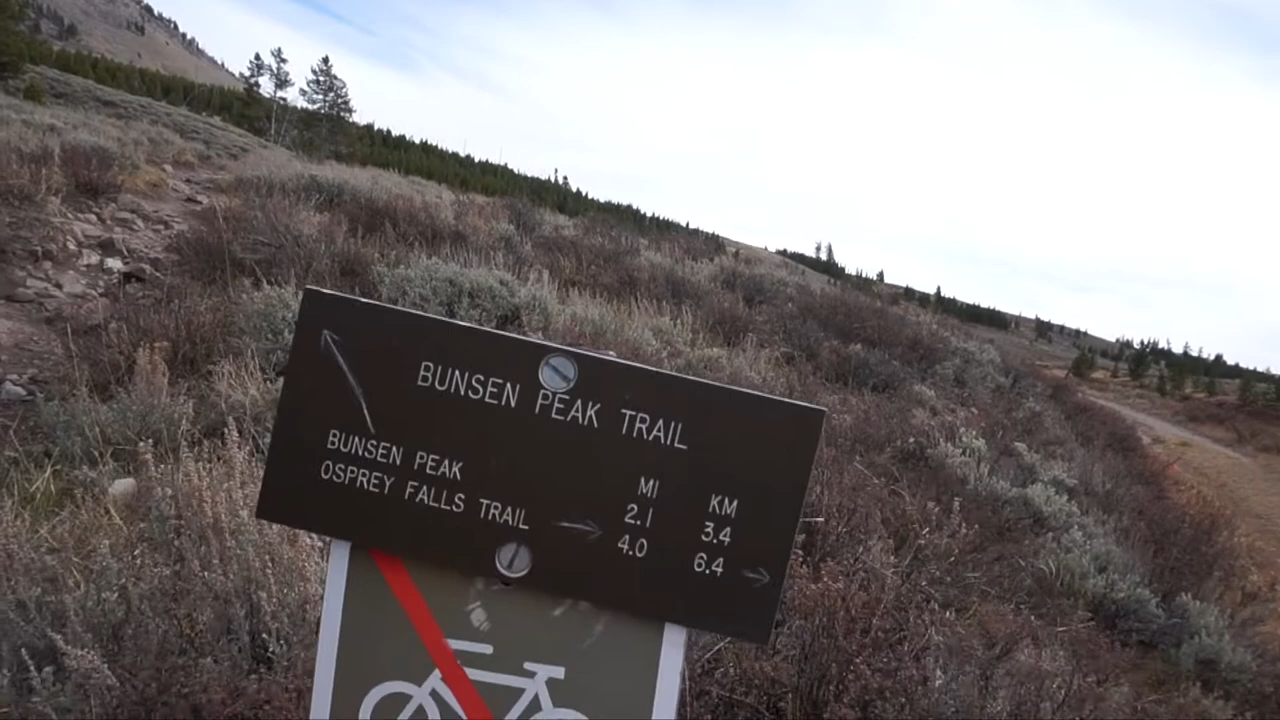 BUNSEN PEAK TRAIL
MI KM
BUNSEN PEAK 2.1 3.4
OSPREY FALLS TRAIL 4.0 6.4